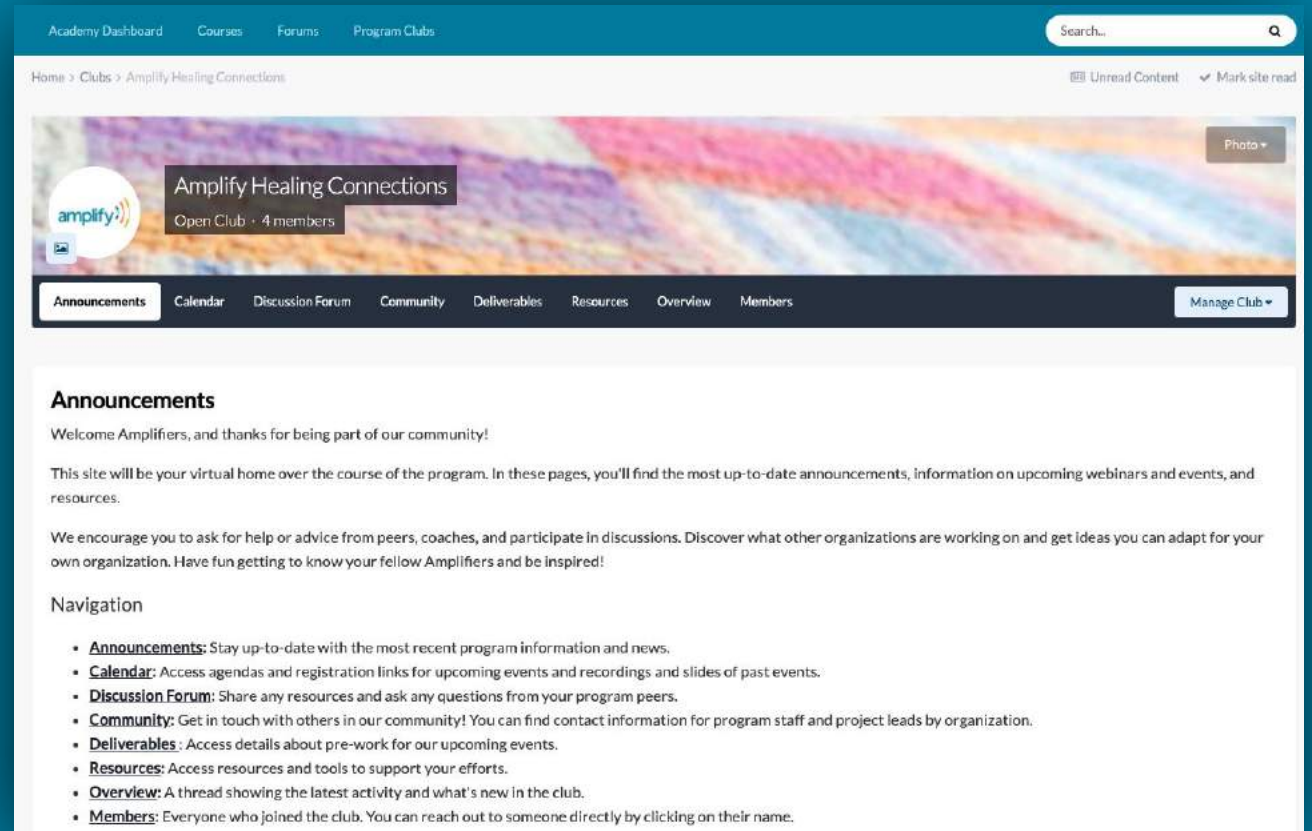 Academy Dashboard Courses Forums Program Clubs
Search...
Home > Clubs > Amplify Healing Connections
Unread Content Mark site read
Photo
amplify
Amplify Healing Connections
Open Club · 4 members
Announcements Calendar Discussion Forum Community Deliverables Resources Overview Members
Manage Club
Announcements
Welcome Amplifiers, and thanks for being part of our community!
This site will be your virtual home over the course of the program. In these pages, you'll find the most up-to-date announcements, information on upcoming webinars and events, and
resources.
We encourage you to ask for help or advice from peers, coaches, and participate in discussions. Discover what other organizations are working on and get ideas you can adapt for your
own organization. Have fun getting to know your fellow Amplifiers and be inspired!
Navigation
• Announcements: Stay up-to-date with the most recent program information and news.
• Calendar: Access agendas and registration links for upcoming events and recordings and slides of past events.
• Discussion Forum: Share any resources and ask any questions from your program peers.
• Community: Get in touch with others in our community! You can find contact information for program staff and project leads by organization.
• Deliverables : Access details about pre-work for our upcoming events.
• Resources: Access resources and tools to support your efforts.
• Overview: A thread showing the latest activity and what's new in the club.
• Members: Everyone who joined the club. You can reach out to someone directly by clicking on their name.